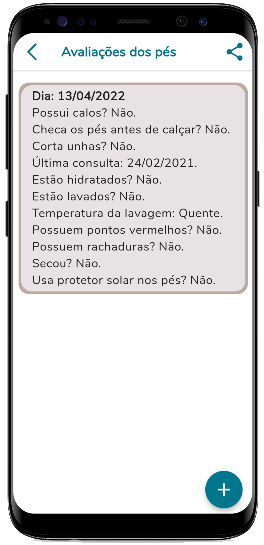 Avaliações dos pés
Dia: 13/04/2022
Possui calos? Não.
Checa os pés antes de calçar? Não.
Corta unhas? Não.
Última consulta: 24/02/2021.
Estão hidratados? Não.
Estão lavados? Não.
Temperatura da lavagem: Quente.
Possuem pontos vermelhos? Não.
Possuem rachaduras? Não.
Secou? Não.
Usa protetor solar nos pés? Não.